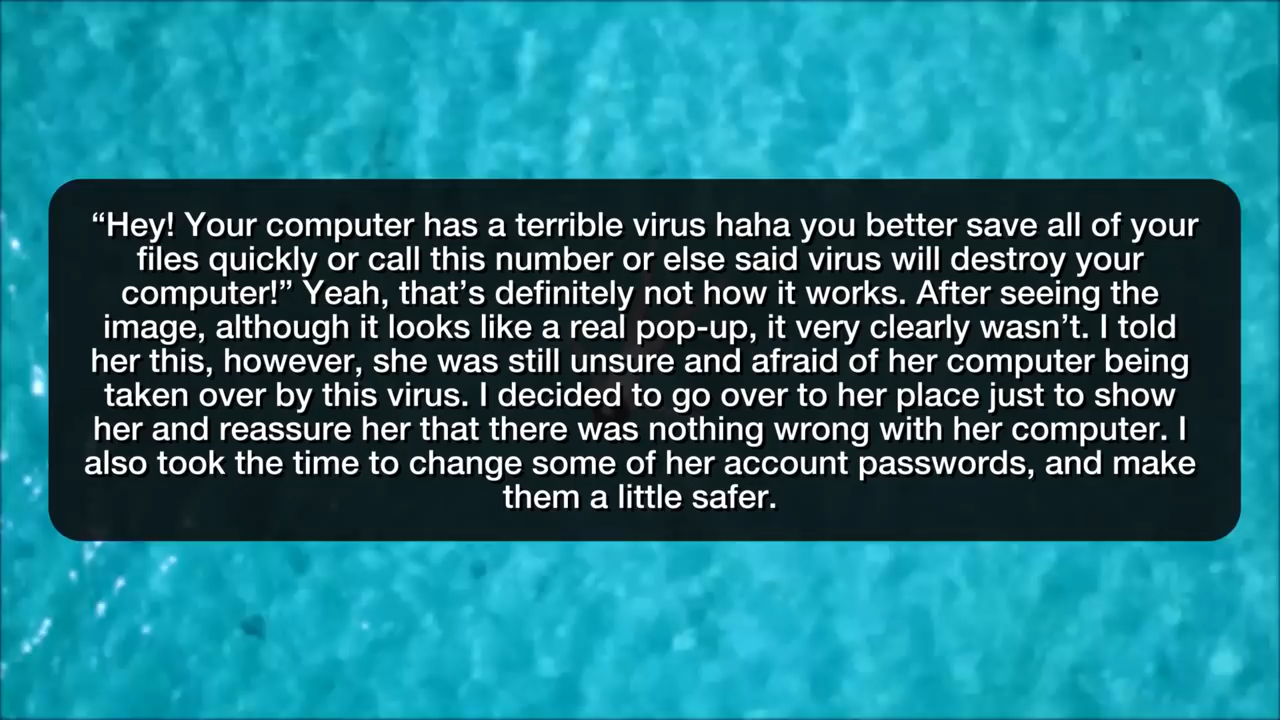 “Hey! Your computer has a terrible virus haha you better save all of your
files quickly or call this number or else said virus will destroy your
computer!” Yeah, that’s definitely not how it works. After seeing the
image, although it looks like a real pop-up, it very clearly wasn’t. I told
her this, however, she was still unsure and afraid of her computer being
taken over by this virus. I decided to go over to her place just to show
her and reassure her that there was nothing wrong with her computer. I
also took the time to change some of her account passwords, and make
them a little safer.